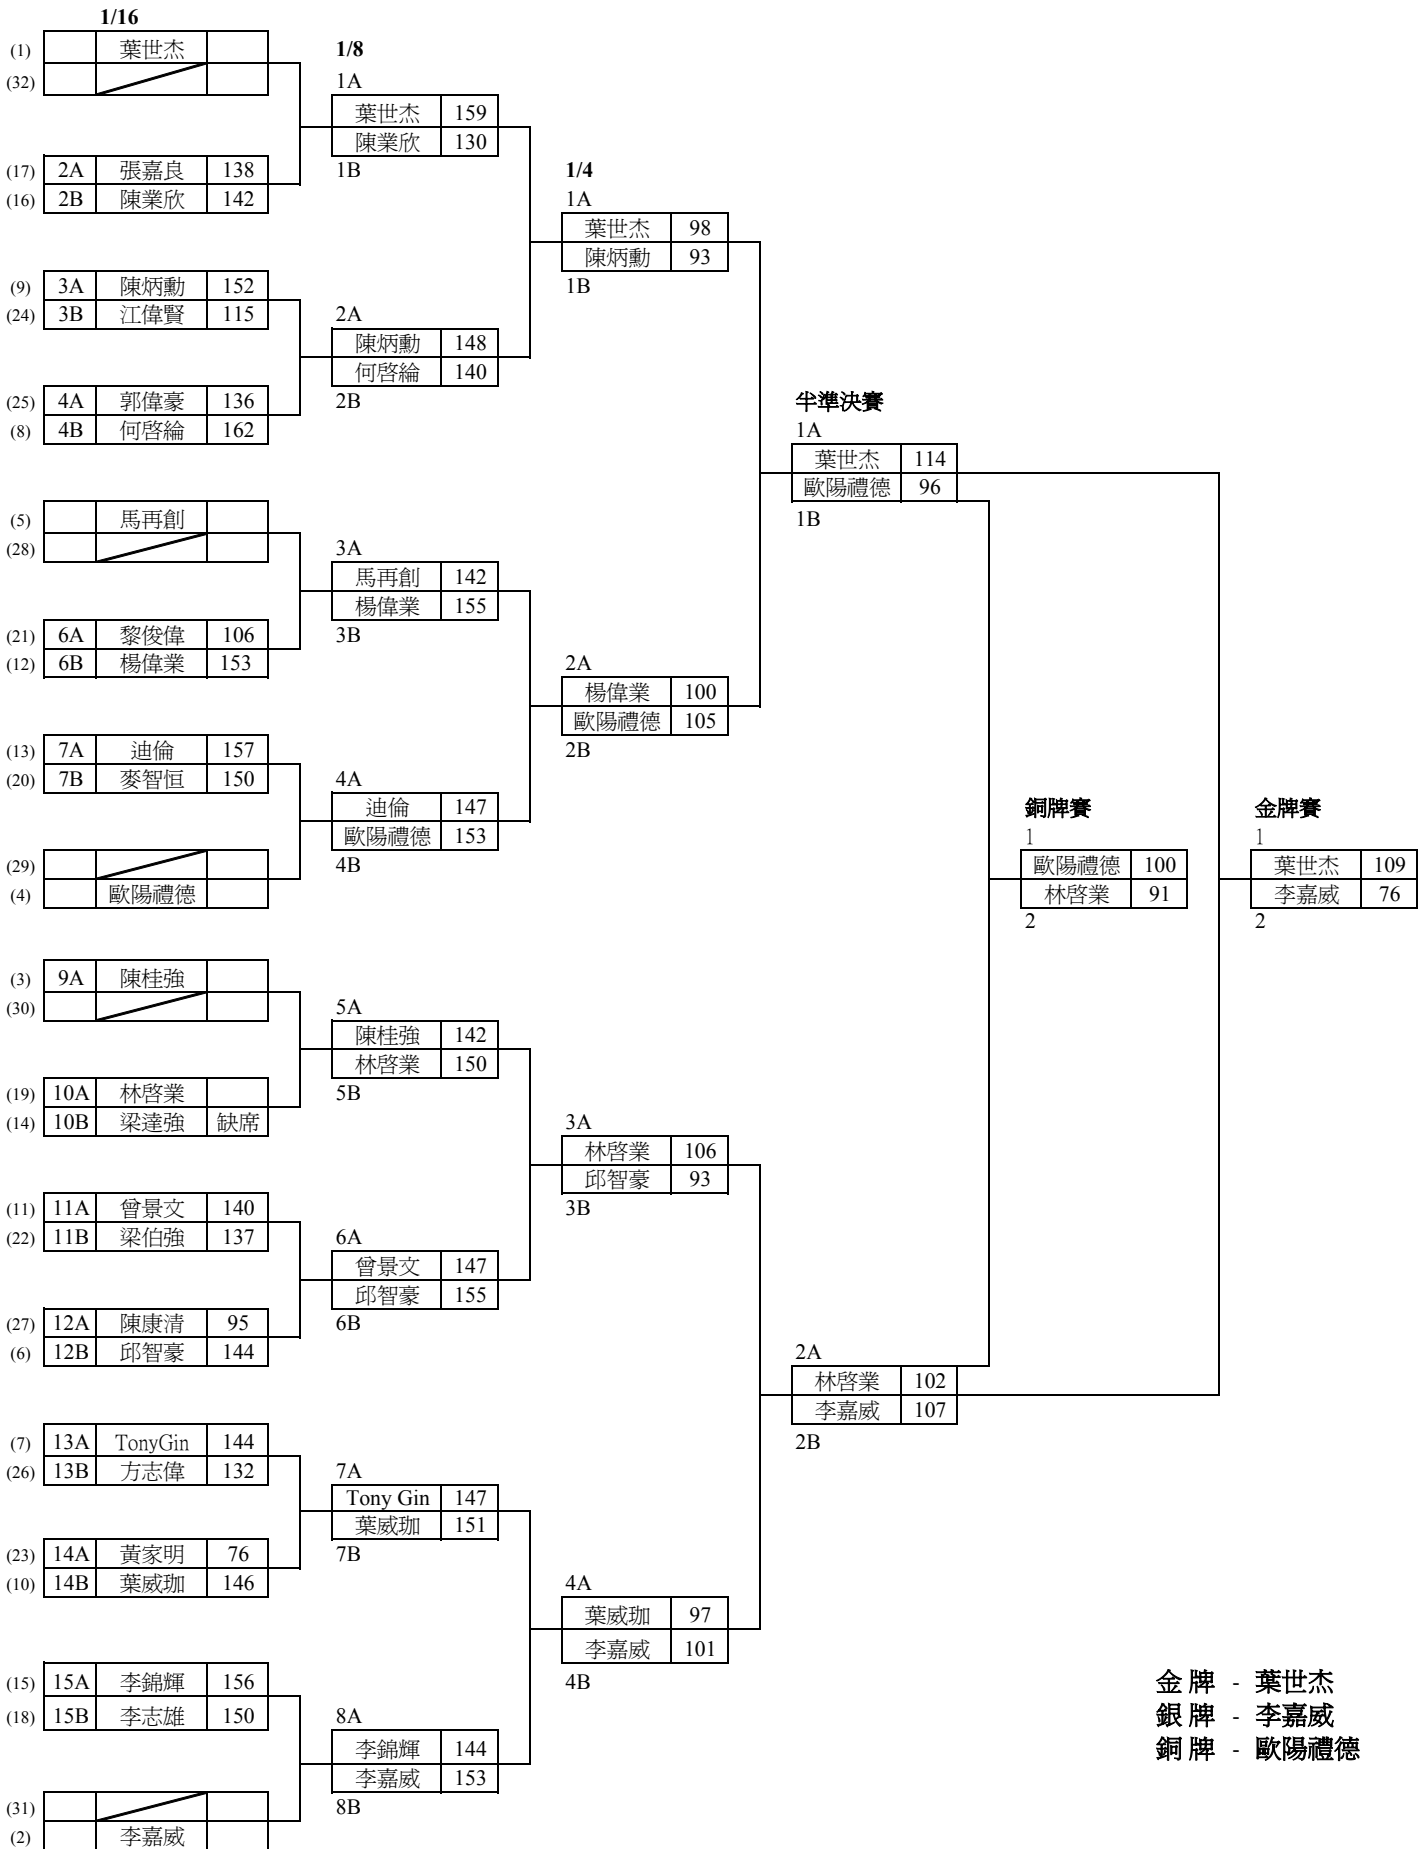 1/16
(1) 葉世杰
(32)
(17) 2A 張嘉良 138
(16) 2B 陳業欣 142
(9) 3A 陳炳勳 152
(24) 3B 江偉賢 115
(25) 4A 郭偉豪 136
(8) 4B 何啓綸 162
(5) 馬再創
(28)
(21) 6A 黎俊偉 106
(12) 6B 楊偉業 153
(13) 7A 迪倫 157
(20) 7B 麥智恒 150
(29)
(4) 歐陽禮德
(3) 9A 陳桂強
(30)
(19) 10A 林啓業
(14) 10B 梁達強 缺席
(11) 11A 曾景文 140
(22) 11B 梁伯強 137
(27) 12A 陳康清 95
(6) 12B 邱智豪 144
(7) 13A TonyGin 144
(26) 13B 方志偉 132
(23) 14A 黃家明 76
(10) 14B 葉威珈 146
(15) 15A 李錦輝 156
(18) 15B 李志雄 150
(31)
(2) 李嘉威
1/8
1A
葉世杰 159
陳業欣 130
1B
2A
陳炳勳 148
何啓綸 140
2B
3A
馬再創 142
楊偉業 155
3B
4A
迪倫 147
歐陽禮德 153
4B
5A
陳桂強 142
林啓業 150
5B
6A
曾景文 147
邱智豪 155
6B
7A
Tony Gin 147
葉威珈 151
7B
8A
李錦輝 144
李嘉威 153
8B
1/4
1A
葉世杰 98
陳炳勳 93
1B
2A
楊偉業 100
歐陽禮德 105
2B
3A
林啓業 106
邱智豪 93
3B
4A
葉威珈 97
李嘉威 101
4B
半準決賽
1A
葉世杰 114
歐陽禮德 96
1B
2A
林啓業 102
李嘉威 107
2B
銅牌賽
1
歐陽禮德 100
林啓業 91
2
金牌賽
1
葉世杰 109
李嘉威 76
2
金 牌 - 葉世杰
銀 牌 - 李嘉威
銅 牌 - 歐陽禮德